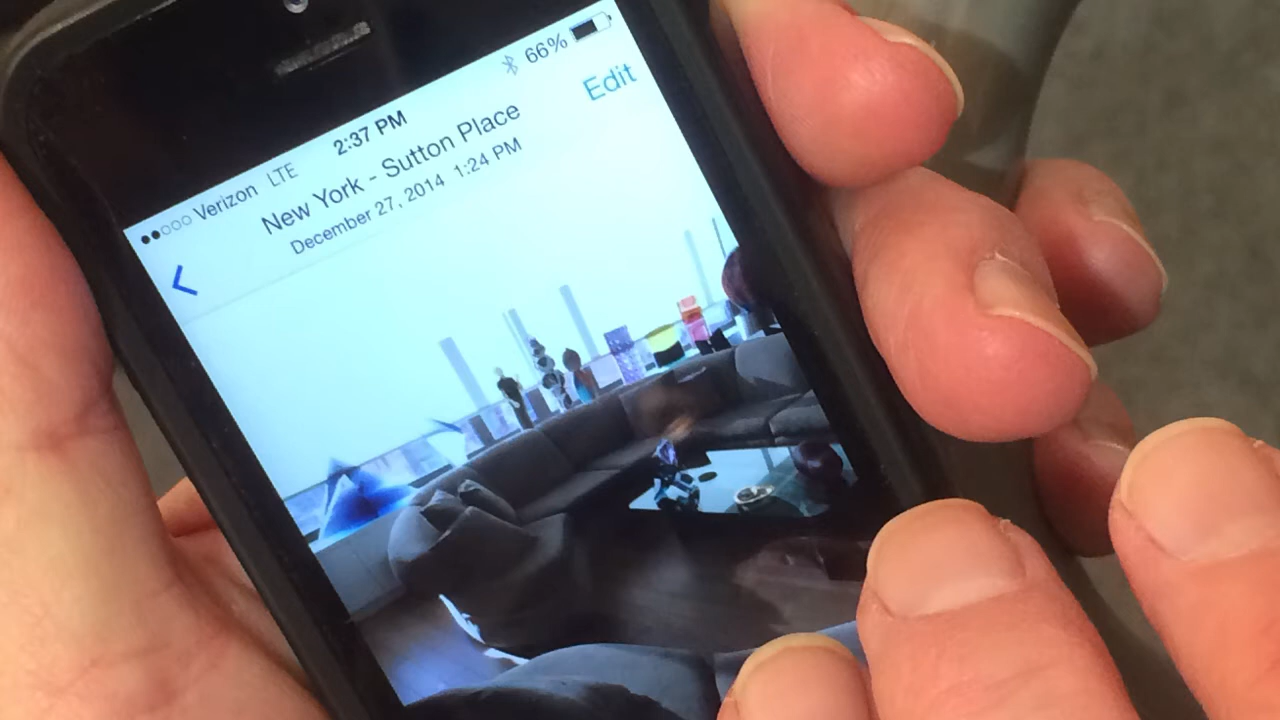 Verizon LTE 2:37 PM 66%
New York - Sutton Place
December 27, 2014 1:24 PM
Edit